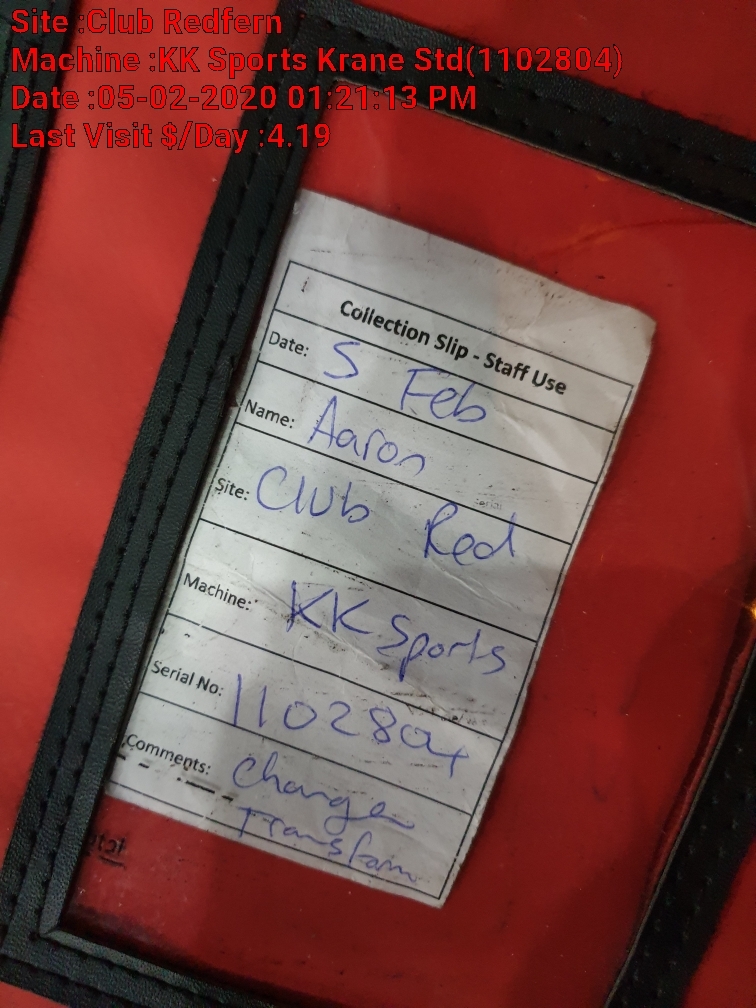 Site :Club Redfern
Machine :KK Sports Krane Std(1102804)
Date :05-02-2020 01:21:13 PM
Last Visit $/Day :4.19
Collection Slip - Staff Use
Date: 5 Feb
Name: Aaron
Site: Club Red
Machine: KK Sports
Serial No: 1102804
Comments: Change